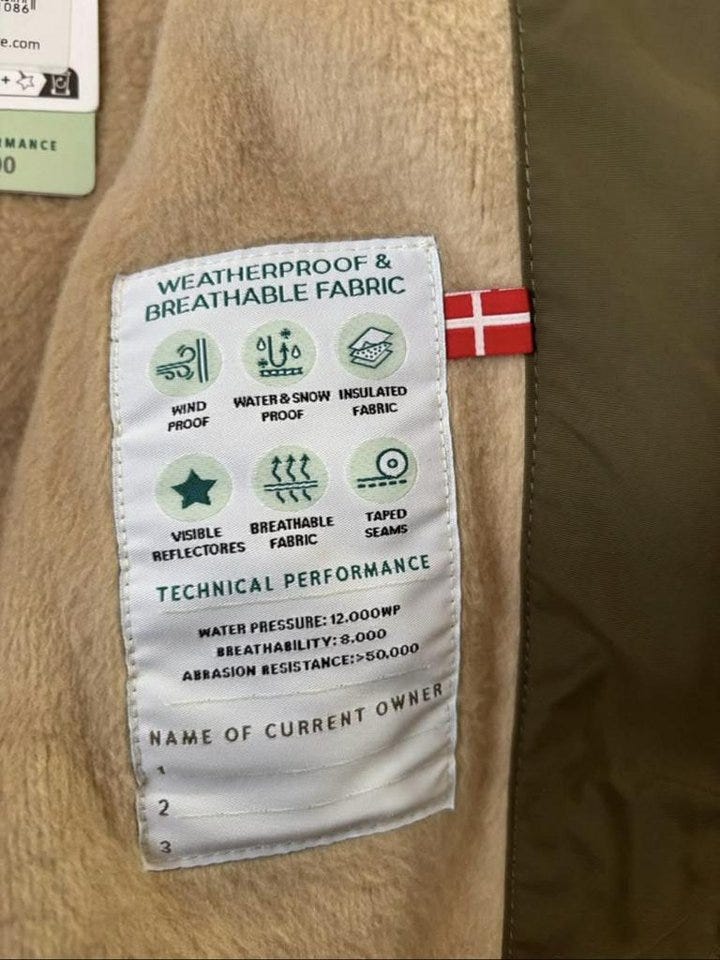 086
e.com
MANCE
00
WEATHERPROOF &
BREATHABLE FABRIC
WIND
PROOF
WATER & SNOW
PROOF
INSULATED
FABRIC
VISIBLE
REFLECTORES
BREATHABLE
FABRIC
TAPED
SEAMS
TECHNICAL PERFORMANCE
WATER PRESSURE: 12.000WP
BREATHABILITY: 8.000
ABRASION RESISTANCE: >50.000
NAME OF CURRENT OWNER
1
2
3